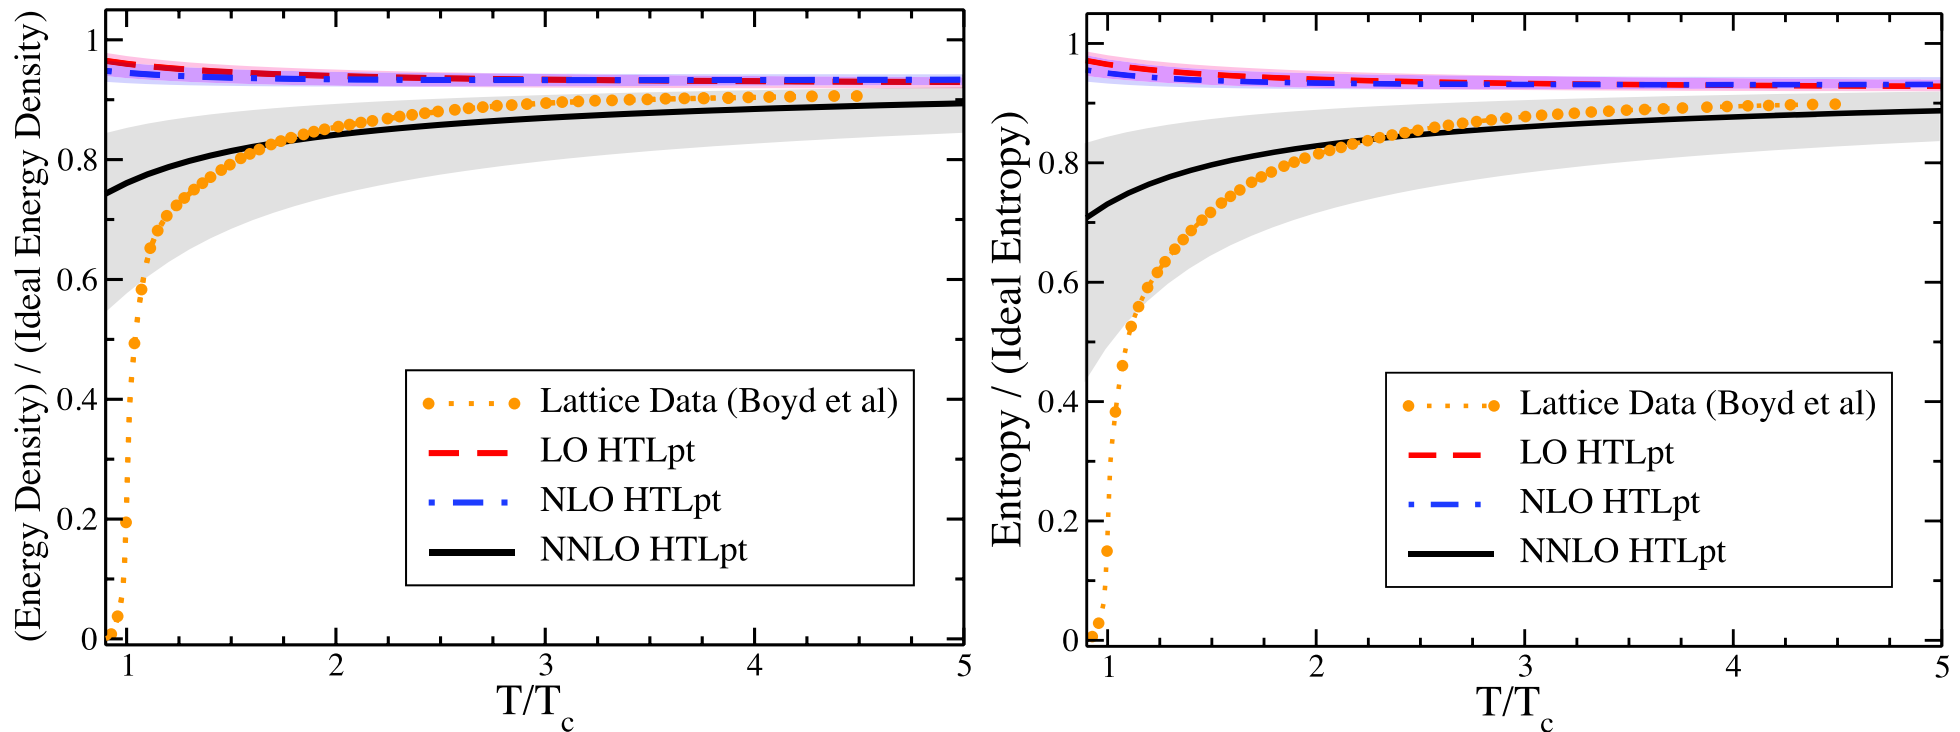 (Energy Density) / (Ideal Energy Density)
1
0.8
0.6
0.4
0.2
0
Lattice Data (Boyd et al)
LO HTLpt
NLO HTLpt
NNLO HTLpt
1 2 3 4 5
T/Tc
Entropy / (Ideal Entropy)
1
0.8
0.6
0.4
0.2
0
Lattice Data (Boyd et al)
LO HTLpt
NLO HTLpt
NNLO HTLpt
1 2 3 4 5
T/Tc